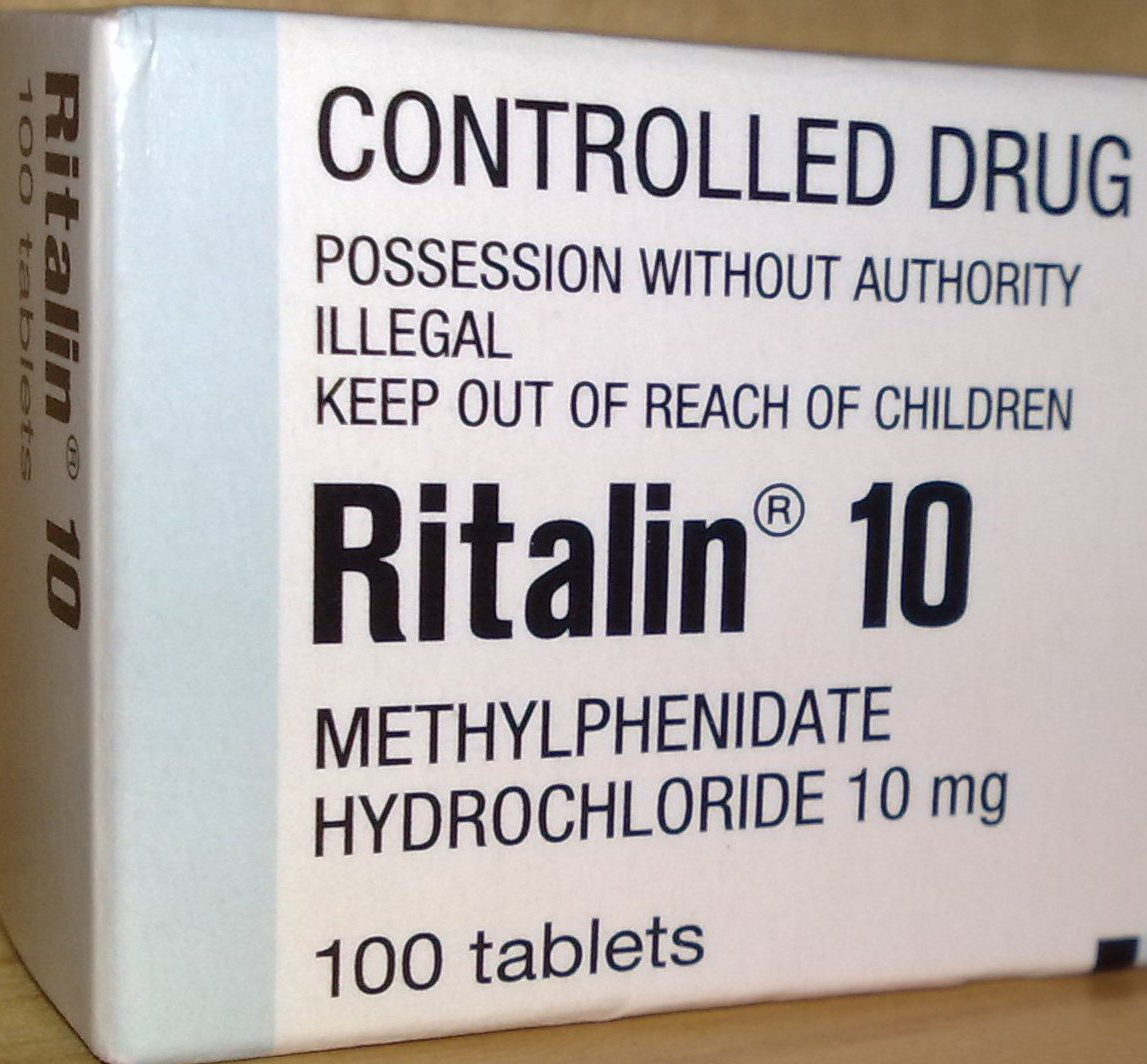 Ritalin® 10
100 tablets
CONTROLLED DRUG
POSSESSION WITHOUT AUTHORITY
ILLEGAL
KEEP OUT OF REACH OF CHILDREN
Ritalin® 10
METHYLPHENIDATE
HYDROCHLORIDE 10 mg
100 tablets